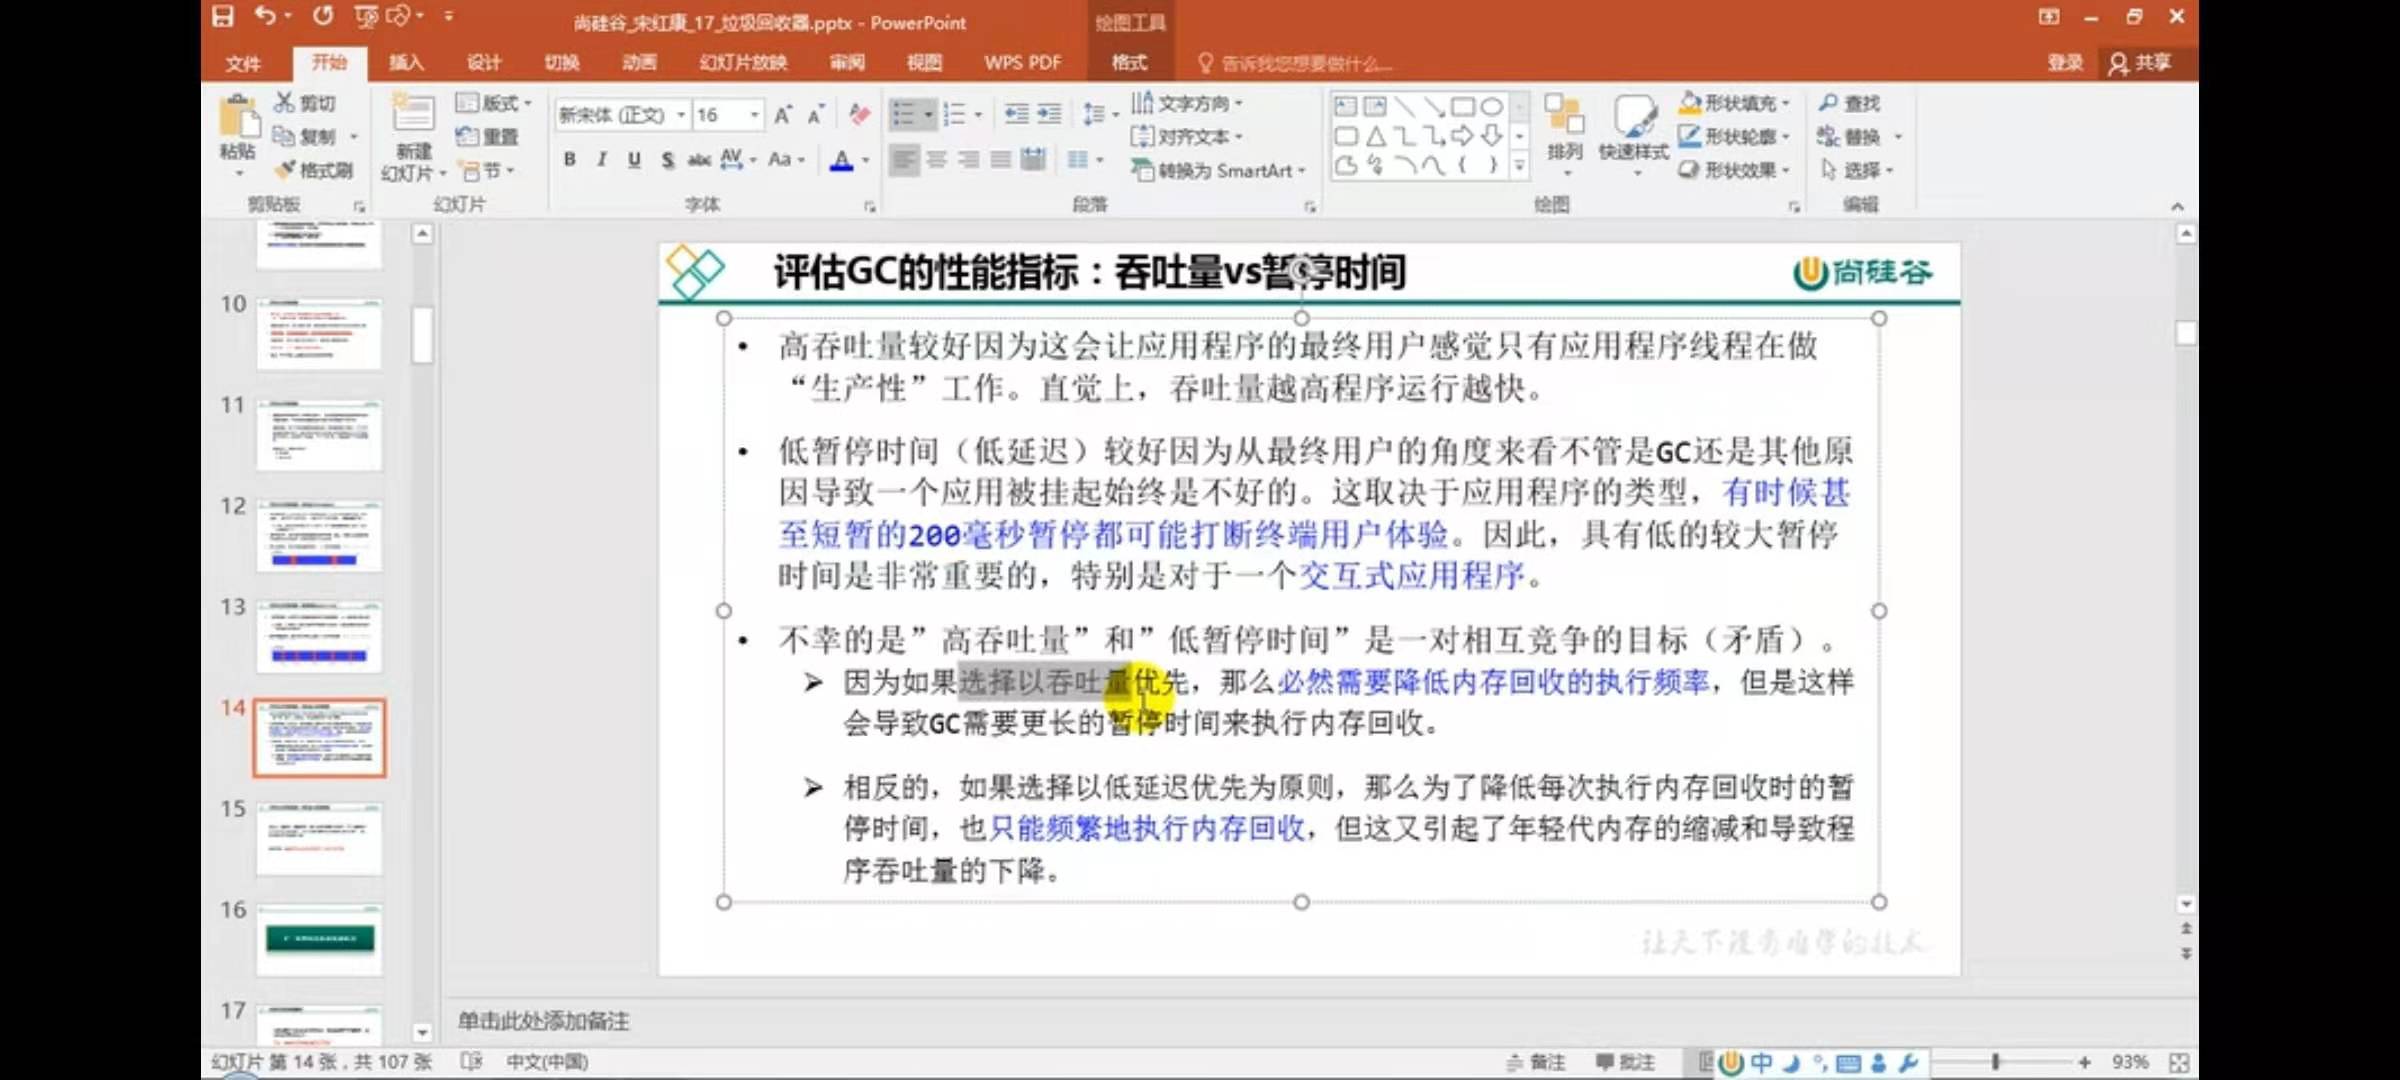 尚硅谷_宋红康_17_垃圾回收器.pptx - PowerPoint
绘图工具
文件 开始 插入 设计 切换 动画 幻灯片放映 审阅 视图 WPS PDF 格式 告诉我您想要做什么... 登录 共享
粘贴 剪切 复制 格式刷 剪贴板
新建 幻灯片 版式 重置 节 幻灯片
新宋体 (正文) 16
B I U S abc AV Aa A
字体
文字方向
对齐文本
转换为 SmartArt
段落
排列 快速样式 形状填充 形状轮廓 形状效果 绘图
查找 替换 选择 编辑
10
11
12
13
14
15
16
17
评估GC的性能指标：吞吐量vs暂停时间
尚硅谷
• 高吞吐量较好因为这会让应用程序的最终用户感觉只有应用程序线程在做
“生产性”工作。直觉上，吞吐量越高程序运行越快。
• 低暂停时间（低延迟）较好因为从最终用户的角度来看不管是GC还是其他原
因导致一个应用被挂起始终是不好的。这取决于应用程序的类型，有时候甚
至短暂的200毫秒暂停都可能打断终端用户体验。因此，具有低的较大暂停
时间是非常重要的，特别是对于一个交互式应用程序。
• 不幸的是”高吞吐量”和”低暂停时间”是一对相互竞争的目标（矛盾）。
➢ 因为如果选择以吞吐量优先，那么必然需要降低内存回收的执行频率，但是这样
会导致GC需要更长的暂停时间来执行内存回收。
➢ 相反的，如果选择以低延迟优先为原则，那么为了降低每次执行内存回收时的暂
停时间，也只能频繁地执行内存回收，但这又引起了年轻代内存的缩减和导致程
序吞吐量的下降。
让天下没有难学的技术
单击此处添加备注
幻灯片 第 14 张，共 107 张 中文(中国) 备注 批注 中 93%